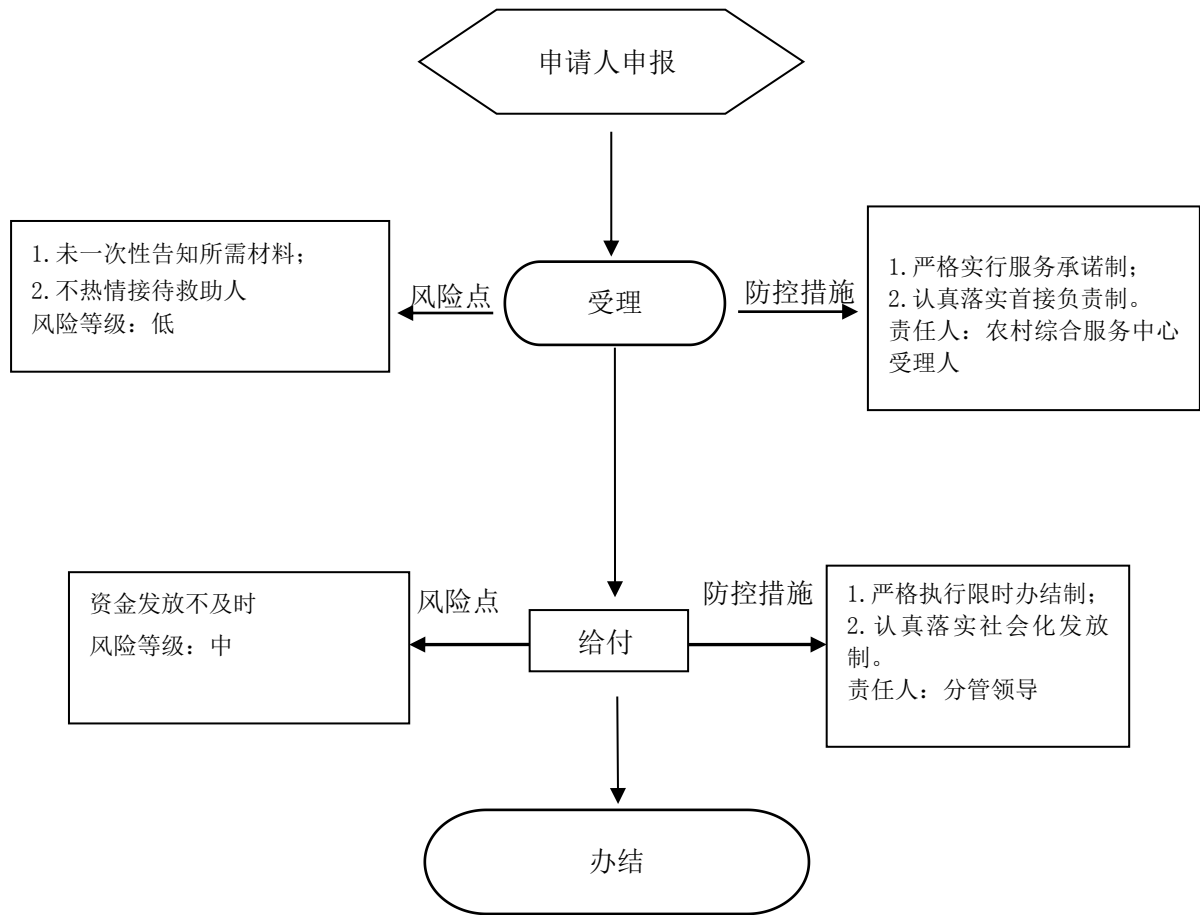 申请人申报
1.未一次性告知所需材料；
2.不热情接待救助人
风险等级：低
风险点
受理
防控措施
1.严格实行服务承诺制；
2.认真落实首接负责制。
责任人：农村综合服务中心
受理人
资金发放不及时
风险等级：中
风险点
给付
防控措施
1.严格执行限时办结制；
2.认真落实社会化发放
制。
责任人：分管领导
办结